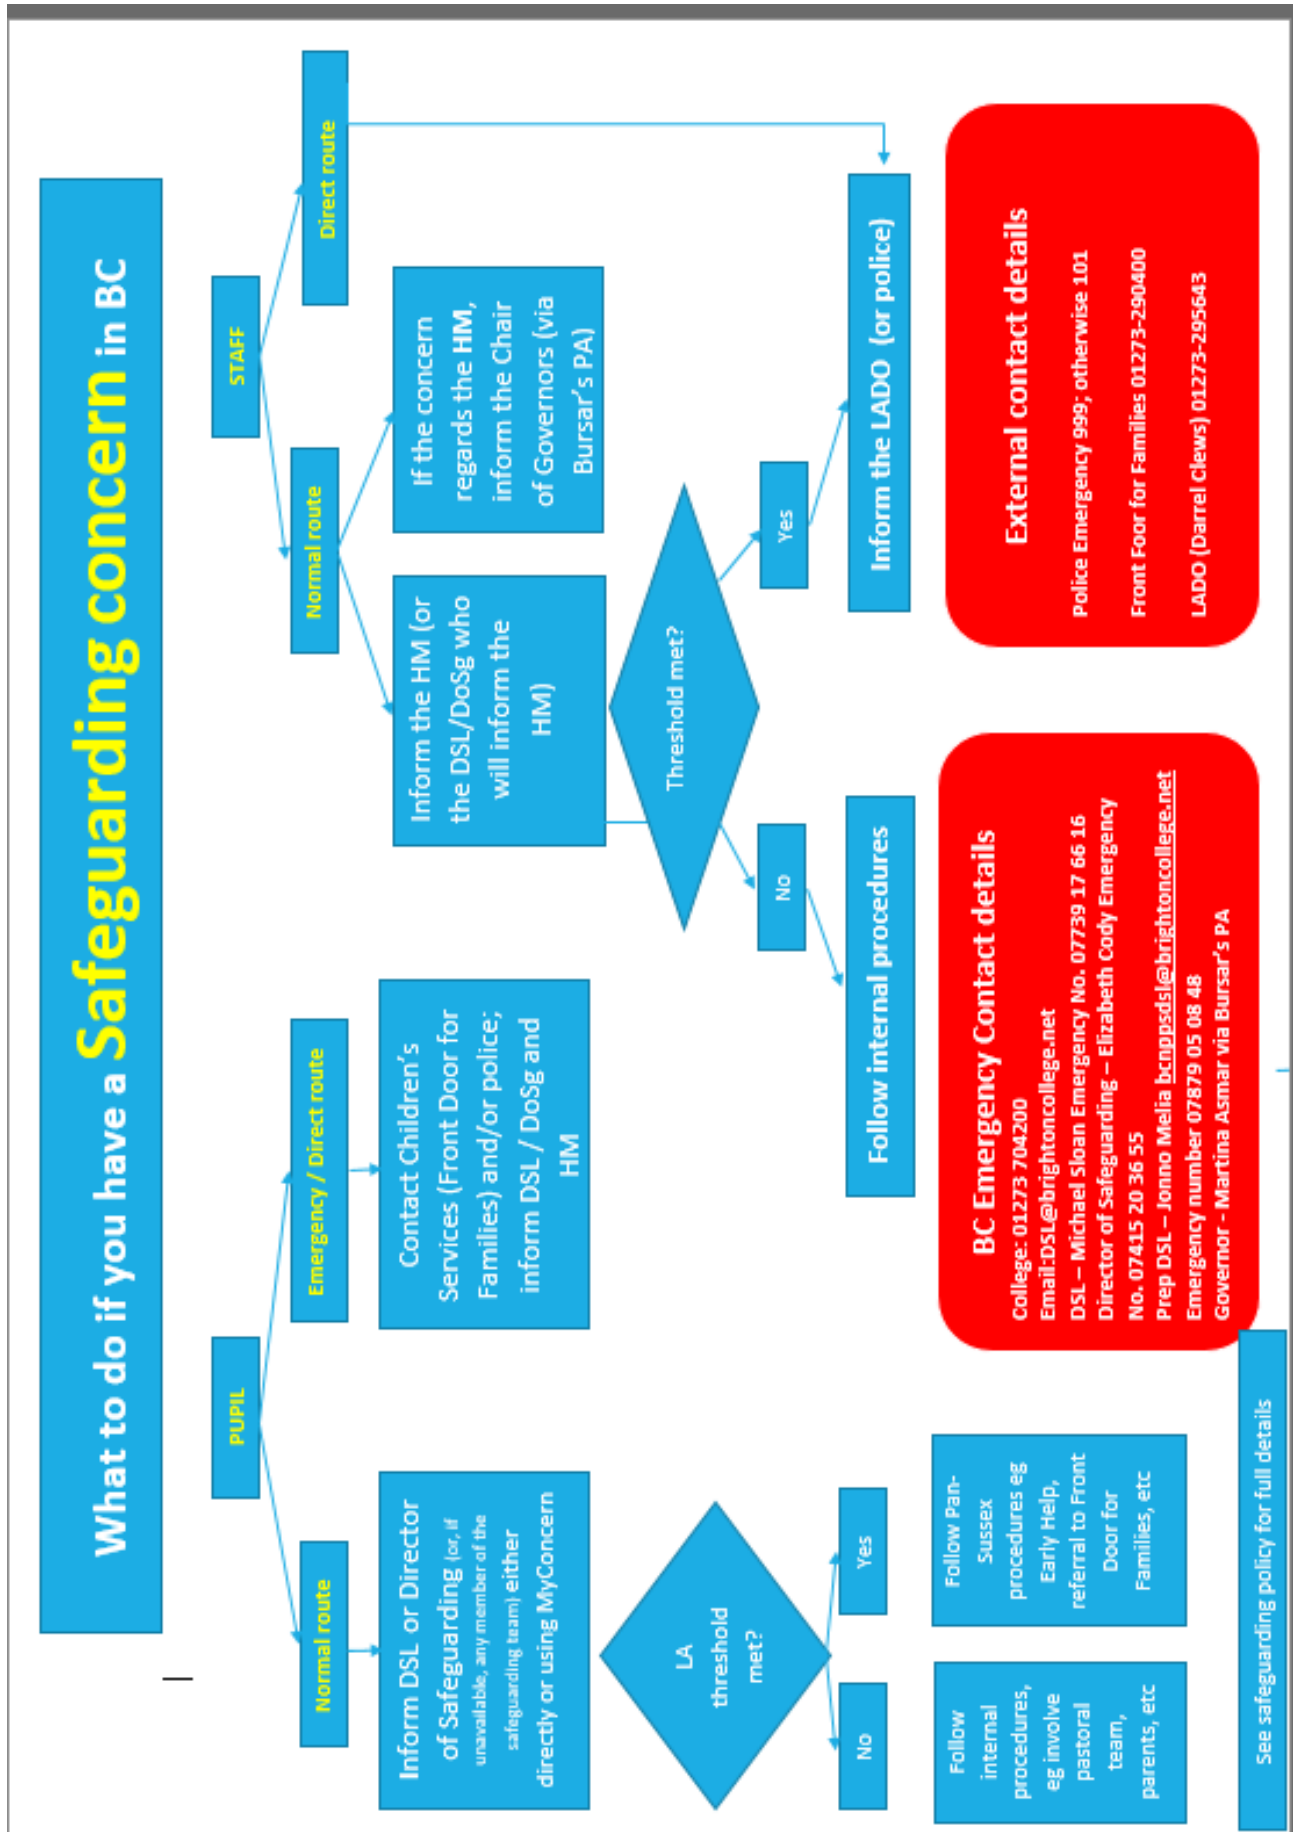 What to do if you have a Safeguarding concern in BC
PUPIL
Normal route
Inform DSL or Director
of Safeguarding (or, if
unavailable, any member of the
safeguarding team) either
directly or using MyConcern
LA
threshold
met?
No
Yes
Follow
internal
procedures,
eg involve
pastoral
team,
parents, etc
Follow Pan-
Sussex
procedures eg
Early Help,
referral to Front
Door for
Families, etc
Emergency / Direct route
Contact Children's
Services (Front Door for
Families) and/or police;
inform DSL / DoSg and
HM
STAFF
Normal route
Inform the HM (or
the DSL/DoSg who
will inform the
HM)
If the concern
regards the HM,
inform the Chair
of Governors (via
Bursar's PA)
Threshold met?
No
Yes
Follow internal procedures
Direct route
Inform the LADO (or police)
BC Emergency Contact details
College: 01273 704200
Email:DSL@brightoncollege.net
DSL – Michael Sloan Emergency No. 07739 17 66 16
Director of Safeguarding – Elizabeth Cody Emergency
No. 07415 20 36 55
Prep DSL – Jonno Melia bcnppsdsl@brightoncollege.net
Emergency number 07879 05 08 48
Governor - Martina Asmar via Bursar's PA
External contact details
Police Emergency 999; otherwise 101
Front Foor for Families 01273-290400
LADO (Darrel Clews) 01273-295643
See safeguarding policy for full details